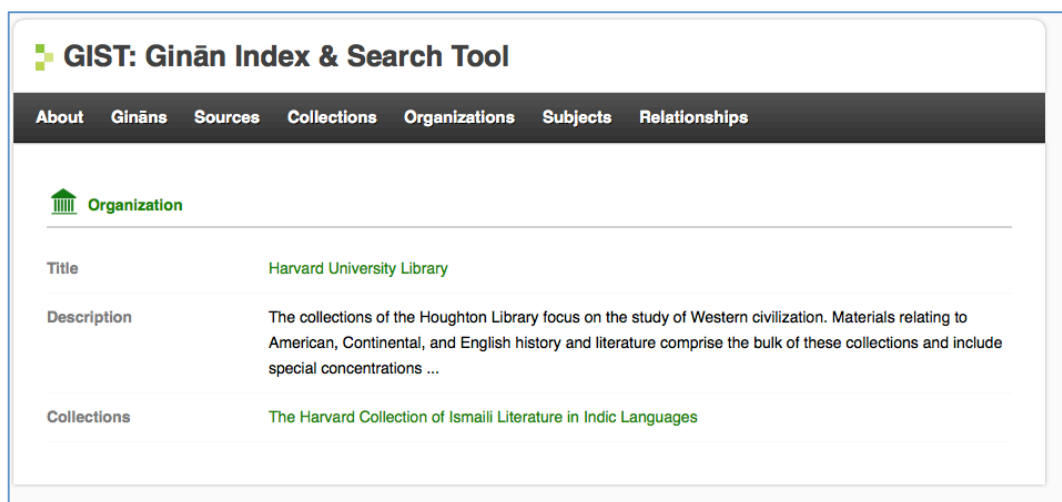 GIST: Ginān Index & Search Tool
About Gināns Sources Collections Organizations Subjects Relationships
Organization
Title Harvard University Library
Description The collections of the Houghton Library focus on the study of Western civilization. Materials relating to
American, Continental, and English history and literature comprise the bulk of these collections and include
special concentrations ...
Collections The Harvard Collection of Ismaili Literature in Indic Languages